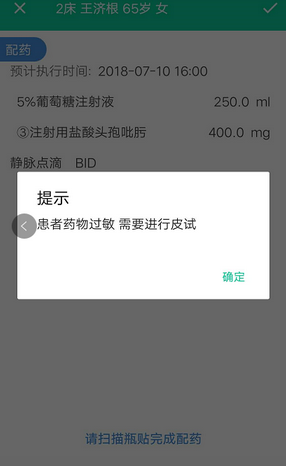 2床 王济根 65岁 女
配药
预计执行时间: 2018-07-10 16:00
5%葡萄糖注射液 250.0 ml
③注射用盐酸头孢吡肟 400.0 mg
静脉点滴 BID
提示
患者药物过敏 需要进行皮试
确定
请扫描瓶贴完成配药